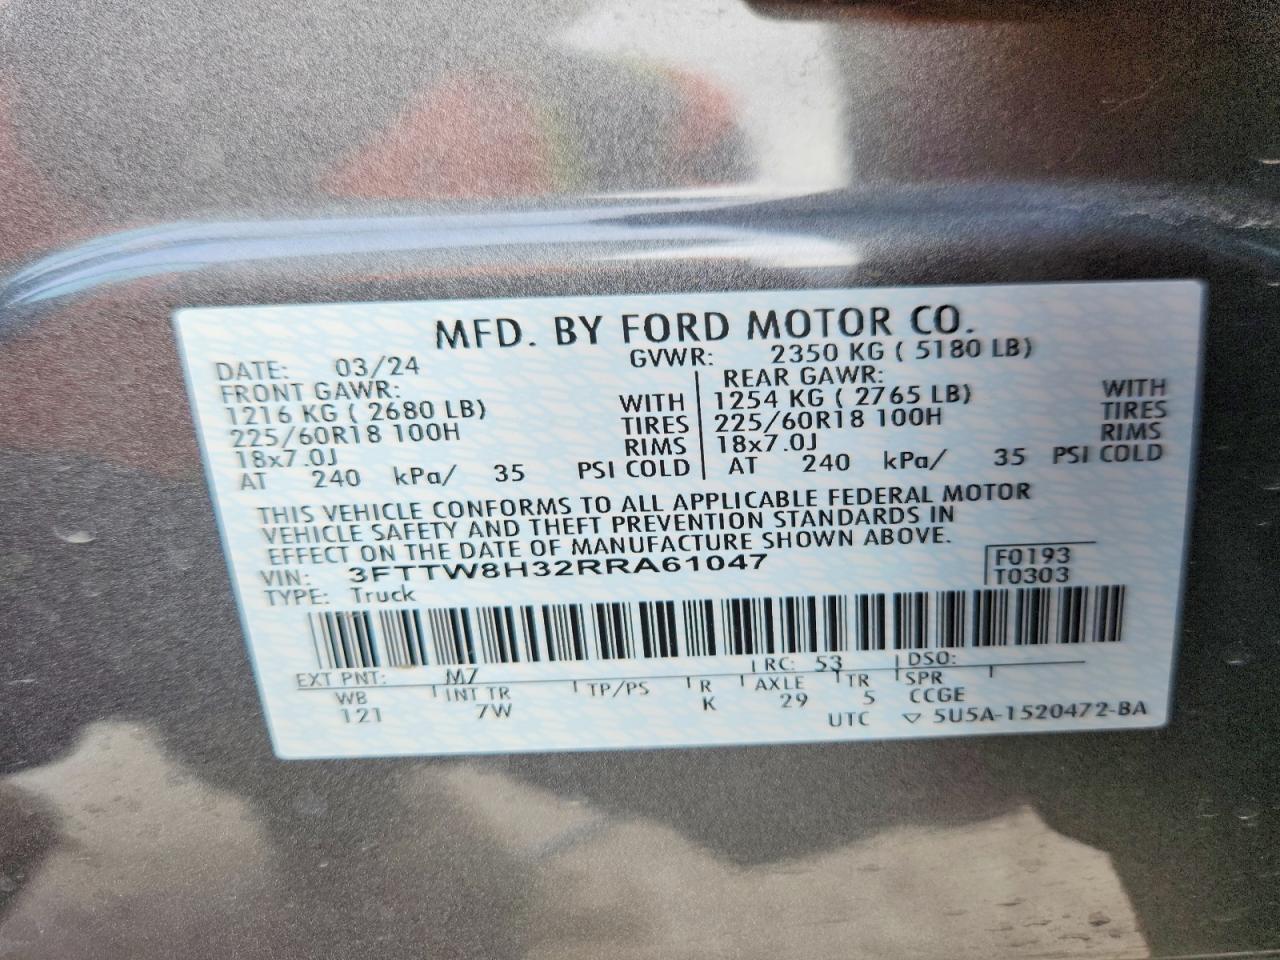 MFD. BY FORD MOTOR CO.
DATE: 03/24 GVWR: 2350 KG ( 5180 LB)
FRONT GAWR: REAR GAWR:
1216 KG ( 2680 LB) WITH 1254 KG ( 2765 LB) WITH
225/60R18 100H TIRES 225/60R18 100H TIRES
18x7.0J RIMS 18x7.0J RIMS
AT 240 kPa/ 35 PSI COLD AT 240 kPa/ 35 PSI COLD
THIS VEHICLE CONFORMS TO ALL APPLICABLE FEDERAL MOTOR
VEHICLE SAFETY AND THEFT PREVENTION STANDARDS IN
EFFECT ON THE DATE OF MANUFACTURE SHOWN ABOVE.
VIN: 3FTTW8H32RRA61047 F0193
TYPE: Truck T0303
EXT PNT: M7 RC: 53 DSO:
WB INT TR TP/PS R AXLE TR SPR
121 7W K 29 5 CCGE
UTC ▽ 5U5A-1520472-BA